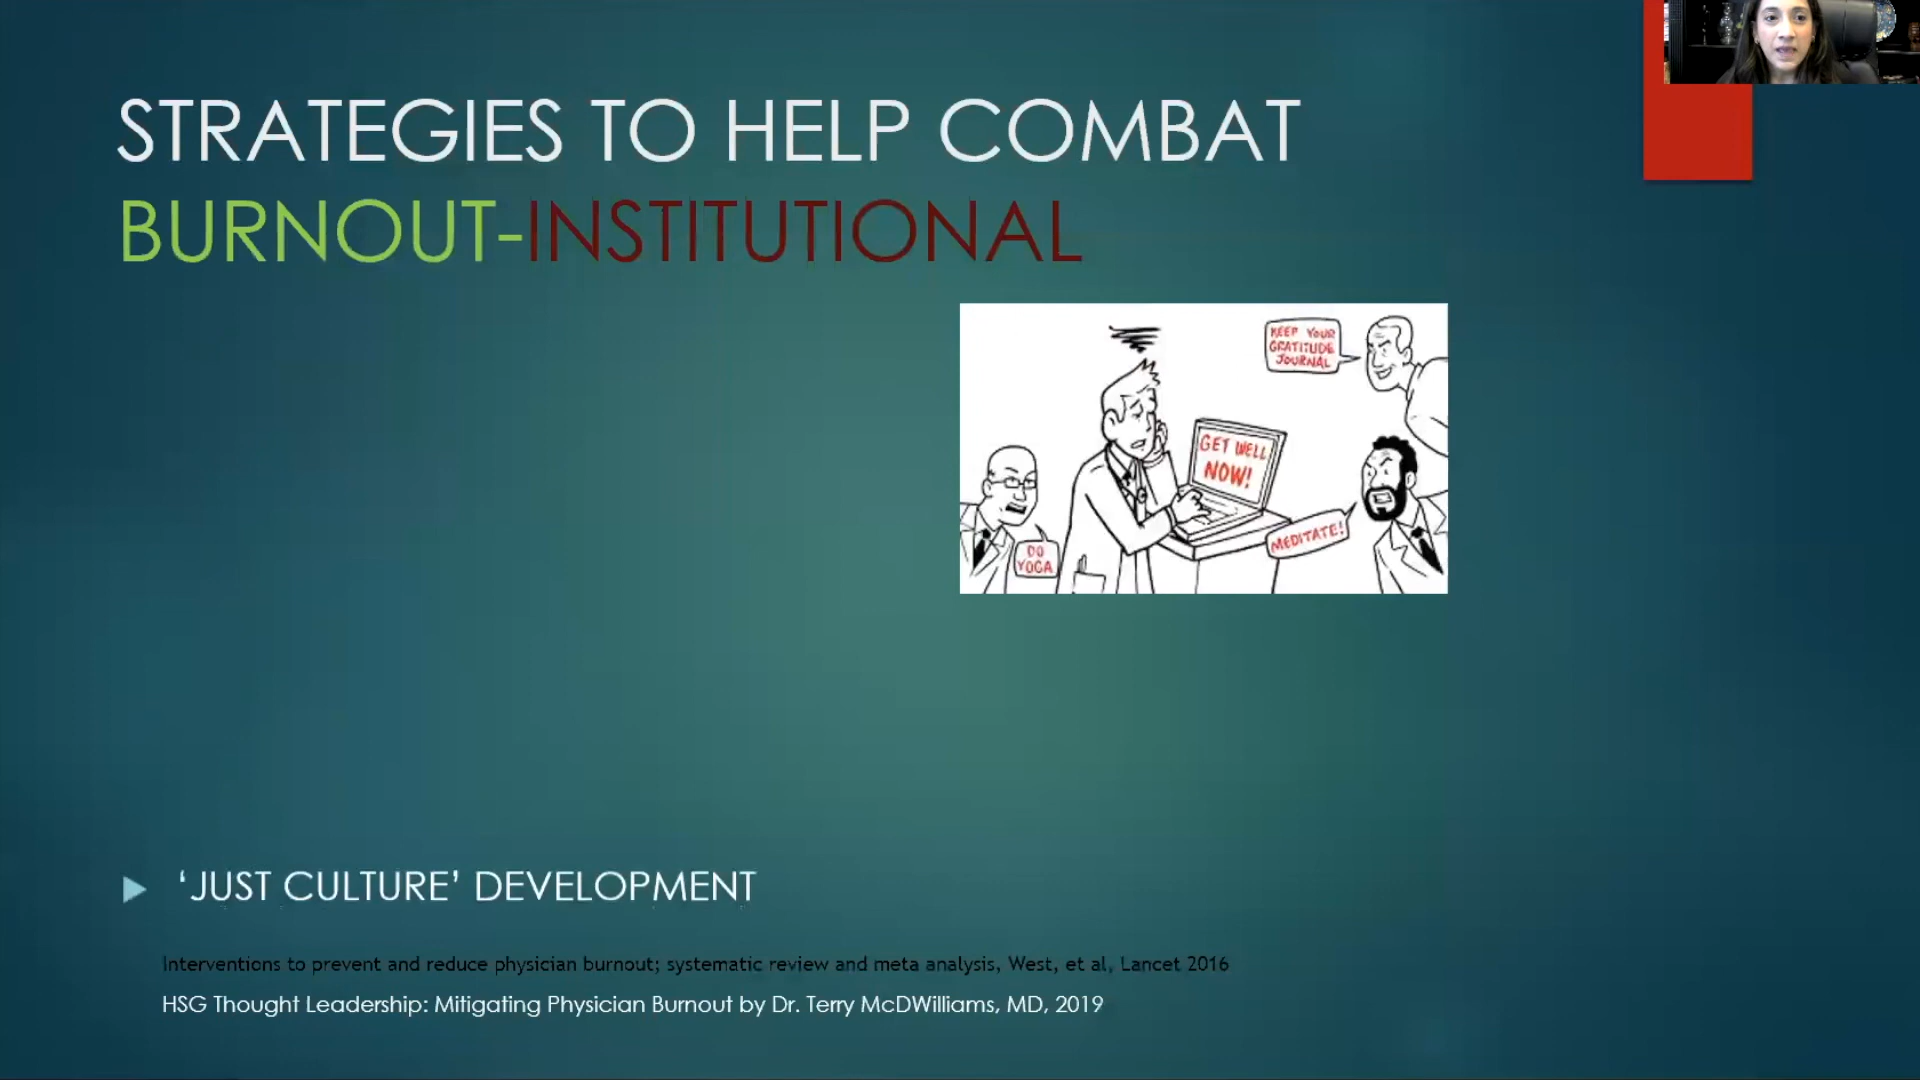 STRATEGIES TO HELP COMBAT
BURNOUT-INSTITUTIONAL
KEEP YOUR
GRATITUDE
JOURNAL
GET WELL
NOW!
DO
YOGA
MEDITATE!
‘JUST CULTURE’ DEVELOPMENT
Interventions to prevent and reduce physician burnout; systematic review and meta analysis, West, et al, Lancet 2016
HSG Thought Leadership: Mitigating Physician Burnout by Dr. Terry McDWilliams, MD, 2019